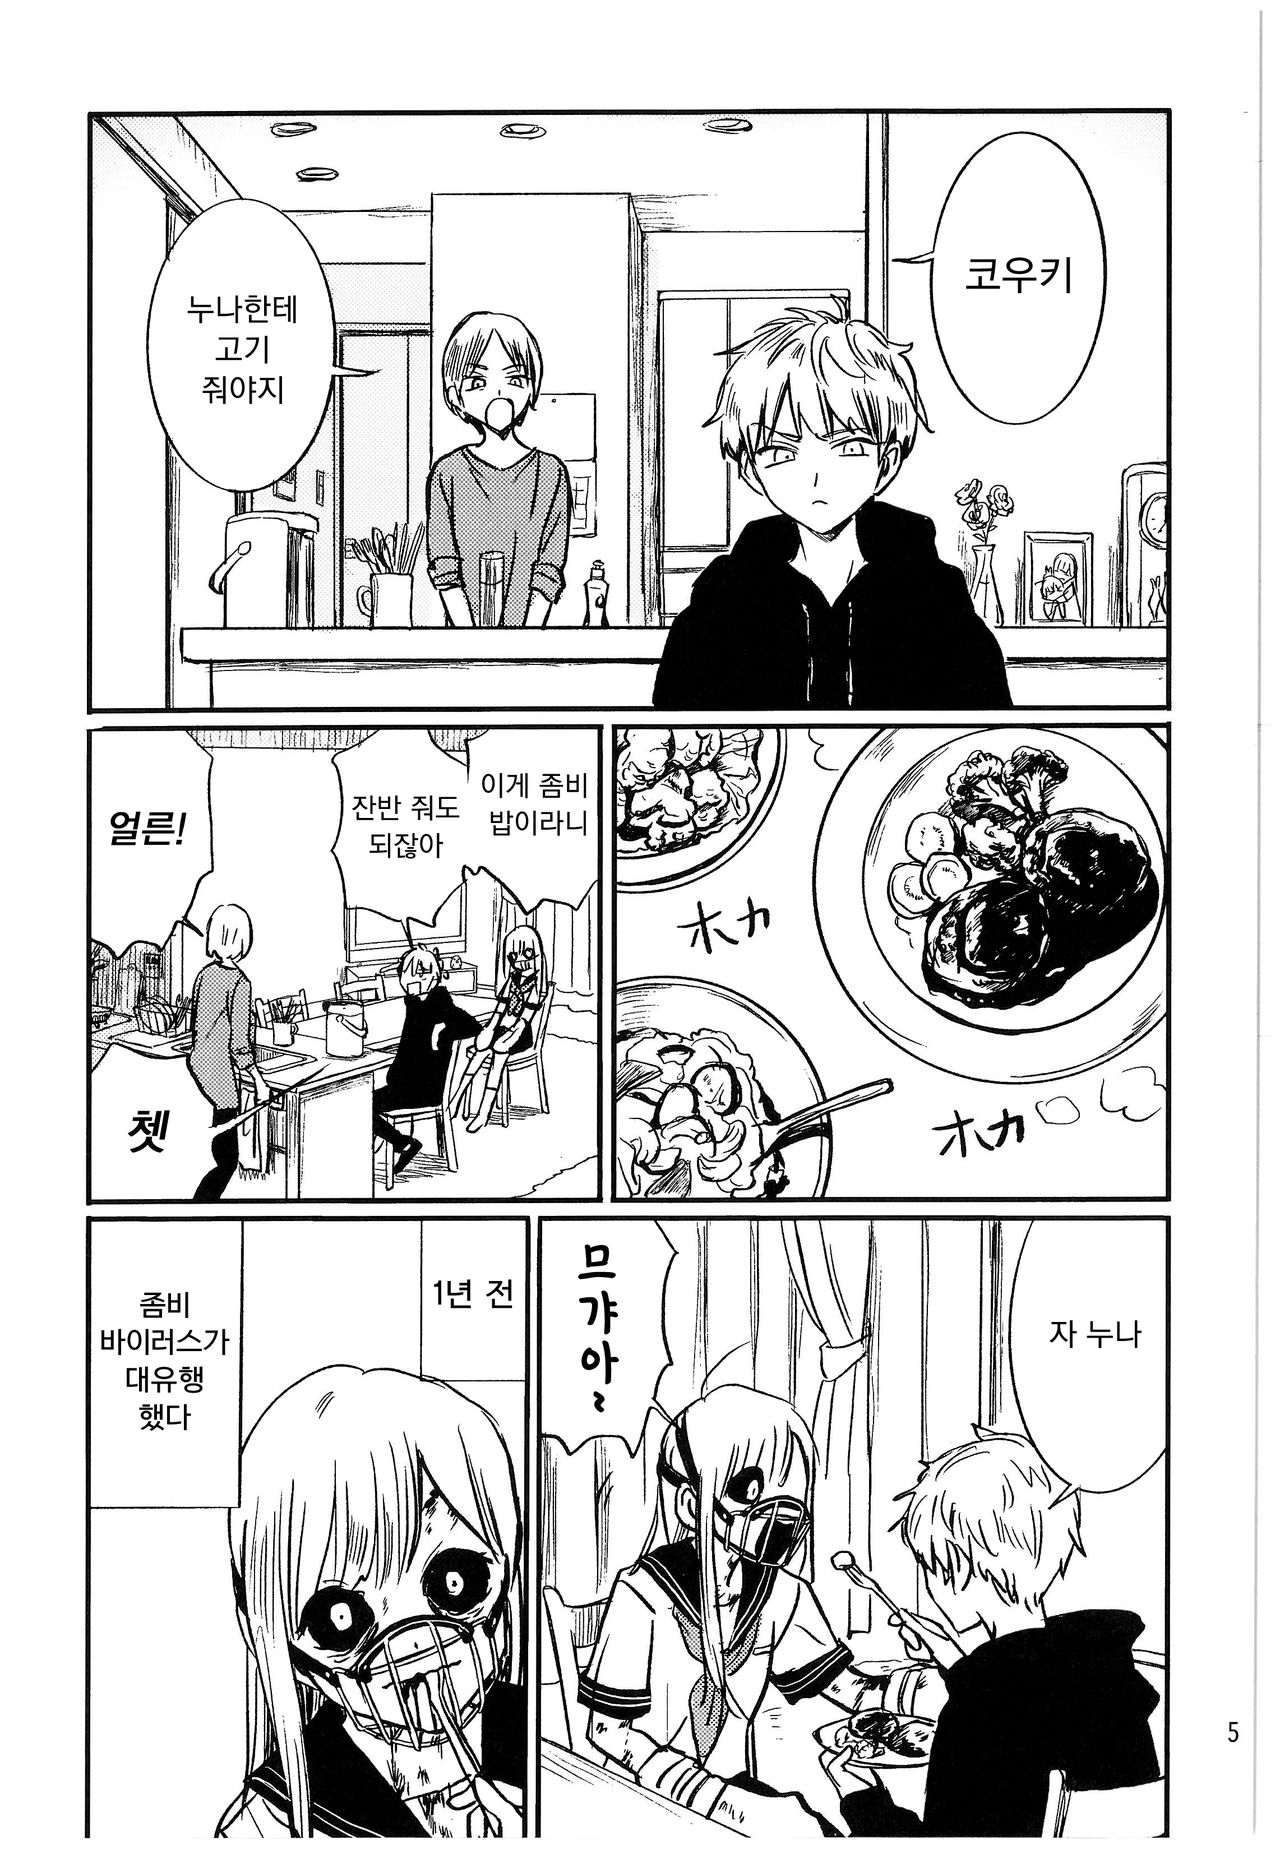 코우키
누나한테
고기
줘야지
ホカ
ホカ
이게 좀비
밥이라니
잔반 줘도
되잖아
얼른!
쳇
자 누나
므갸아~
1년 전
좀비
바이러스가
대유행
했다
5